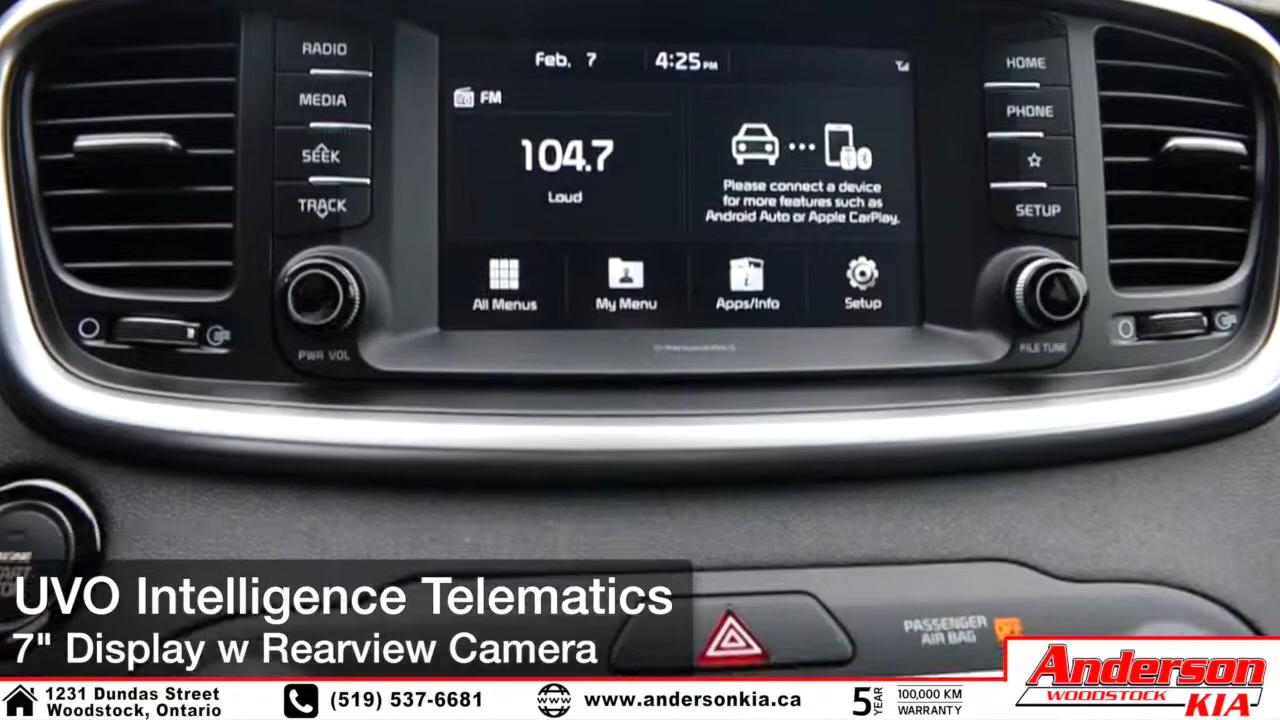 RADIO
MEDIA
SEEK
TRACK
PWR VOL
Feb. 7 4:25 PM
FM
104.7
Loud
Please connect a device
for more features such as
Android Auto or Apple CarPlay.
All Menus
My Menu
Apps/Info
Setup
HOME
PHONE
SETUP
FILE TUNE
PASSENGER
AIR BAG
OFF
UVO Intelligence Telematics
7" Display w Rearview Camera
1231 Dundas Street
Woodstock, Ontario
(519) 537-6681
www.andersonkia.ca
5 YEAR
100,000 KM
WARRANTY
Anderson
WOODSTOCK
KIA